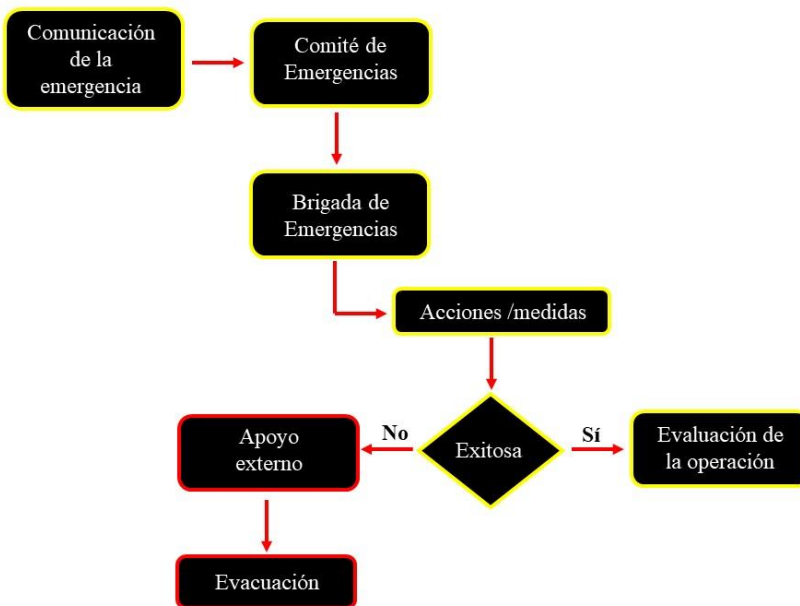 Comunicación
de la
emergencia
Comité de
Emergencias
Brigada de
Emergencias
Acciones /medidas
Exitosa
No
Sí
Apoyo
externo
Evaluación de
la operación
Evacuación